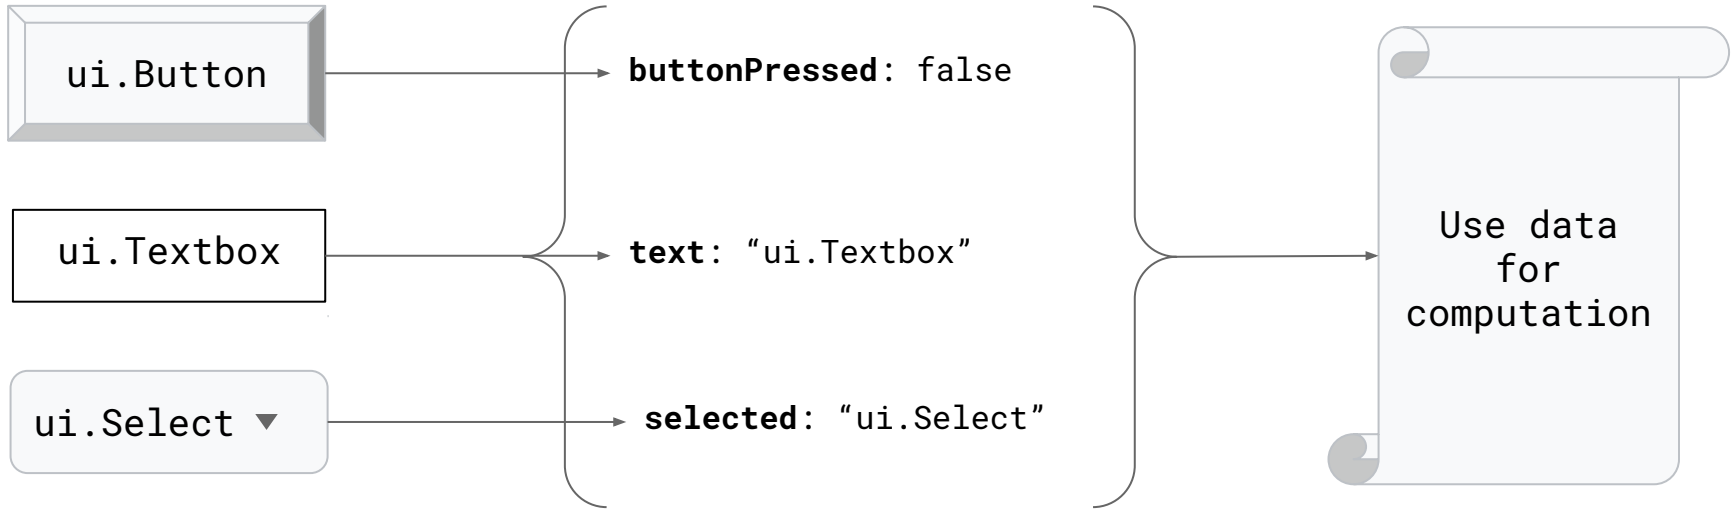 ui.Button
buttonPressed: false
ui.Textbox
text: “ui.Textbox”
ui.Select
selected: “ui.Select”
Use data
for
computation